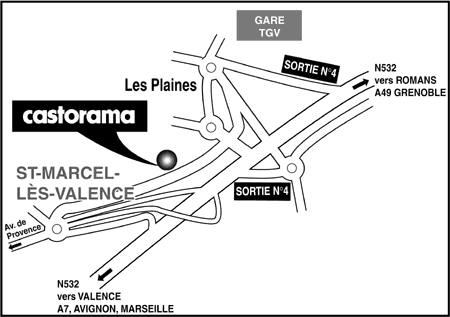 GARE
TGV
SORTIE N°4
N532
vers ROMANS
A49 GRENOBLE
Les Plaines
castorama
ST-MARCEL-
LÈS-VALENCE
SORTIE N°4
Av. de
Provence
N532
vers VALENCE
A7, AVIGNON, MARSEILLE